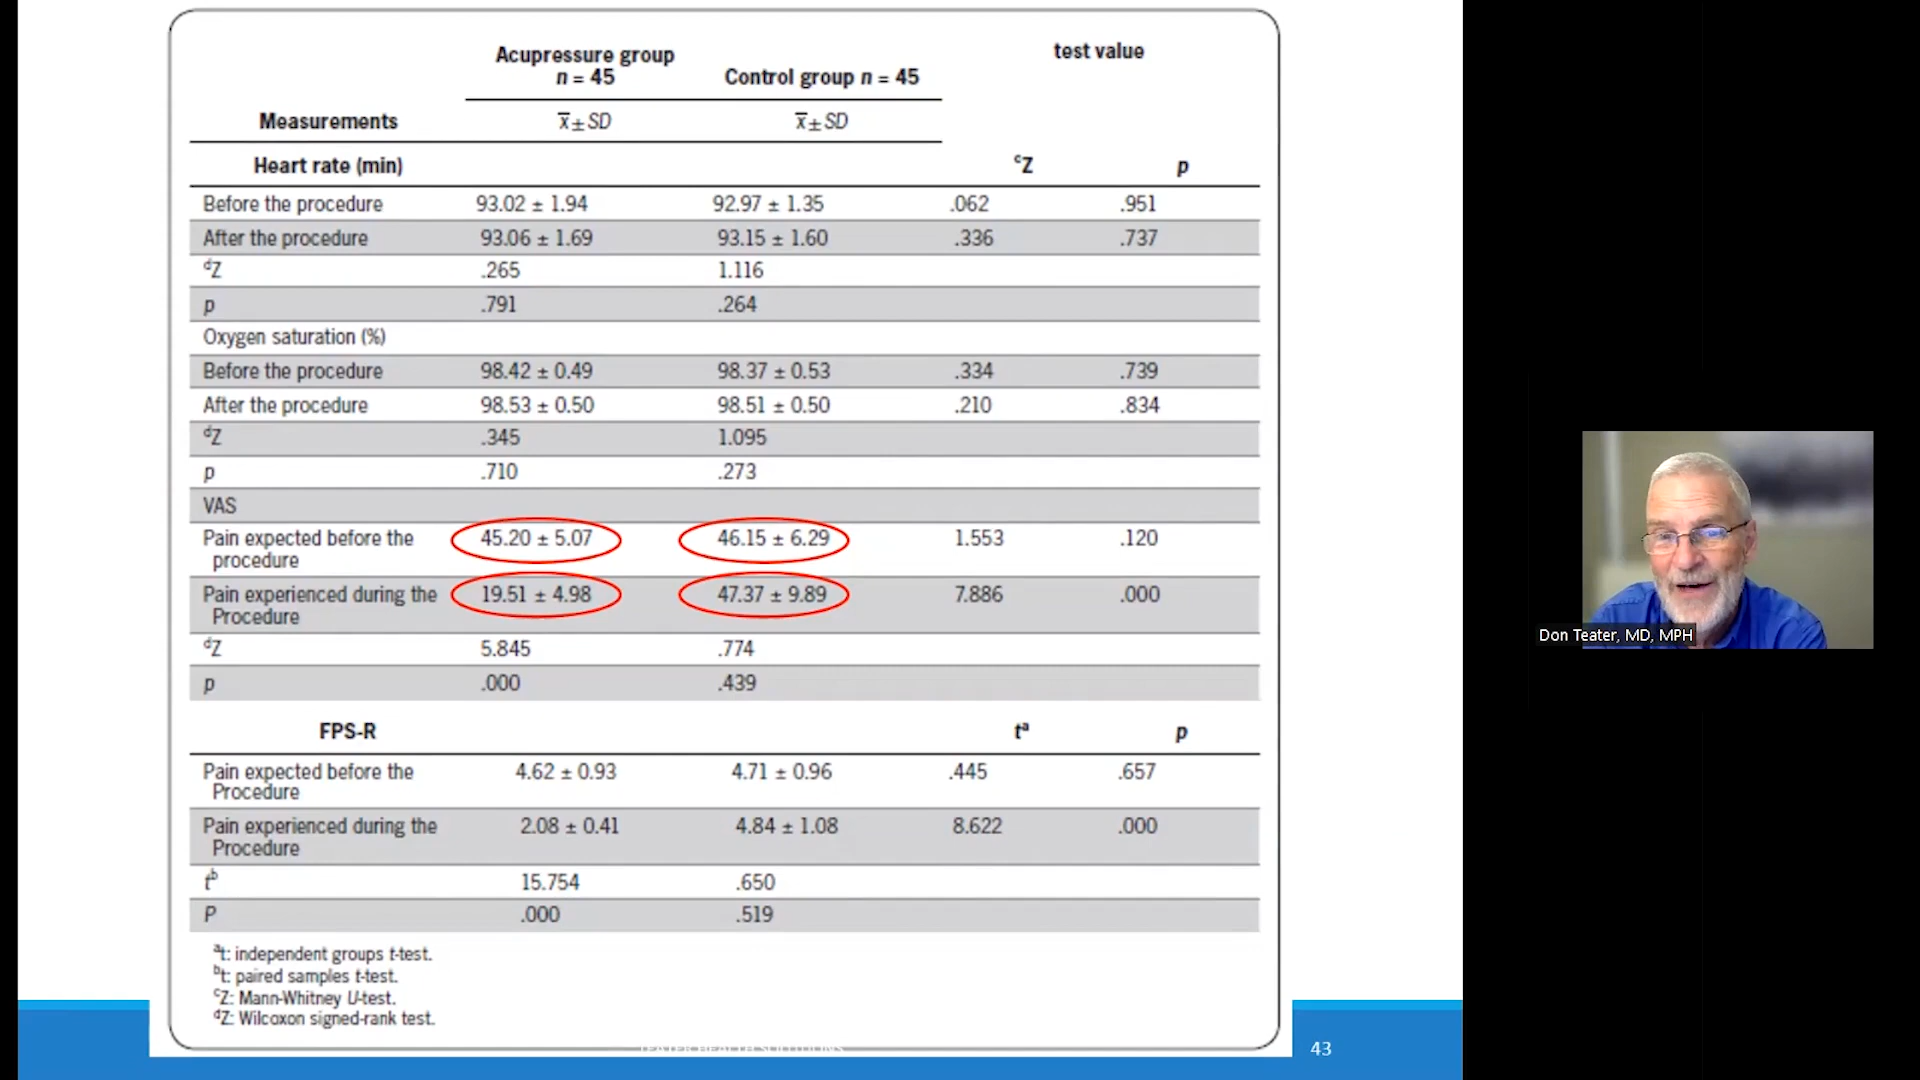 Acupressure group
n = 45
Control group n = 45
test value
Measurements
x̅ ± SD
x̅ ± SD
Heart rate (min)
ᶜZ
p
Before the procedure 93.02 ± 1.94 92.97 ± 1.35 .062 .951
After the procedure 93.06 ± 1.69 93.15 ± 1.60 .336 .737
ᵈZ .265 1.116
p .791 .264
Oxygen saturation (%)
Before the procedure 98.42 ± 0.49 98.37 ± 0.53 .334 .739
After the procedure 98.53 ± 0.50 98.51 ± 0.50 .210 .834
ᵈZ .345 1.095
p .710 .273
VAS
Pain expected before the 45.20 ± 5.07 46.15 ± 6.29 1.553 .120
procedure
Pain experienced during the 19.51 ± 4.98 47.37 ± 9.89 7.886 .000
Procedure
ᵈZ 5.845 .774
p .000 .439
FPS-R tᵃ p
Pain expected before the 4.62 ± 0.93 4.71 ± 0.96 .445 .657
Procedure
Pain experienced during the 2.08 ± 0.41 4.84 ± 1.08 8.622 .000
Procedure
tᵇ 15.754 .650
P .000 .519
ᵃt: independent groups t-test.
ᵇt: paired samples t-test.
ᶜZ: Mann-Whitney U-test.
ᵈZ: Wilcoxon signed-rank test.
TEATER HEALTH SOLUTIONS
43
Don Teater, MD, MPH